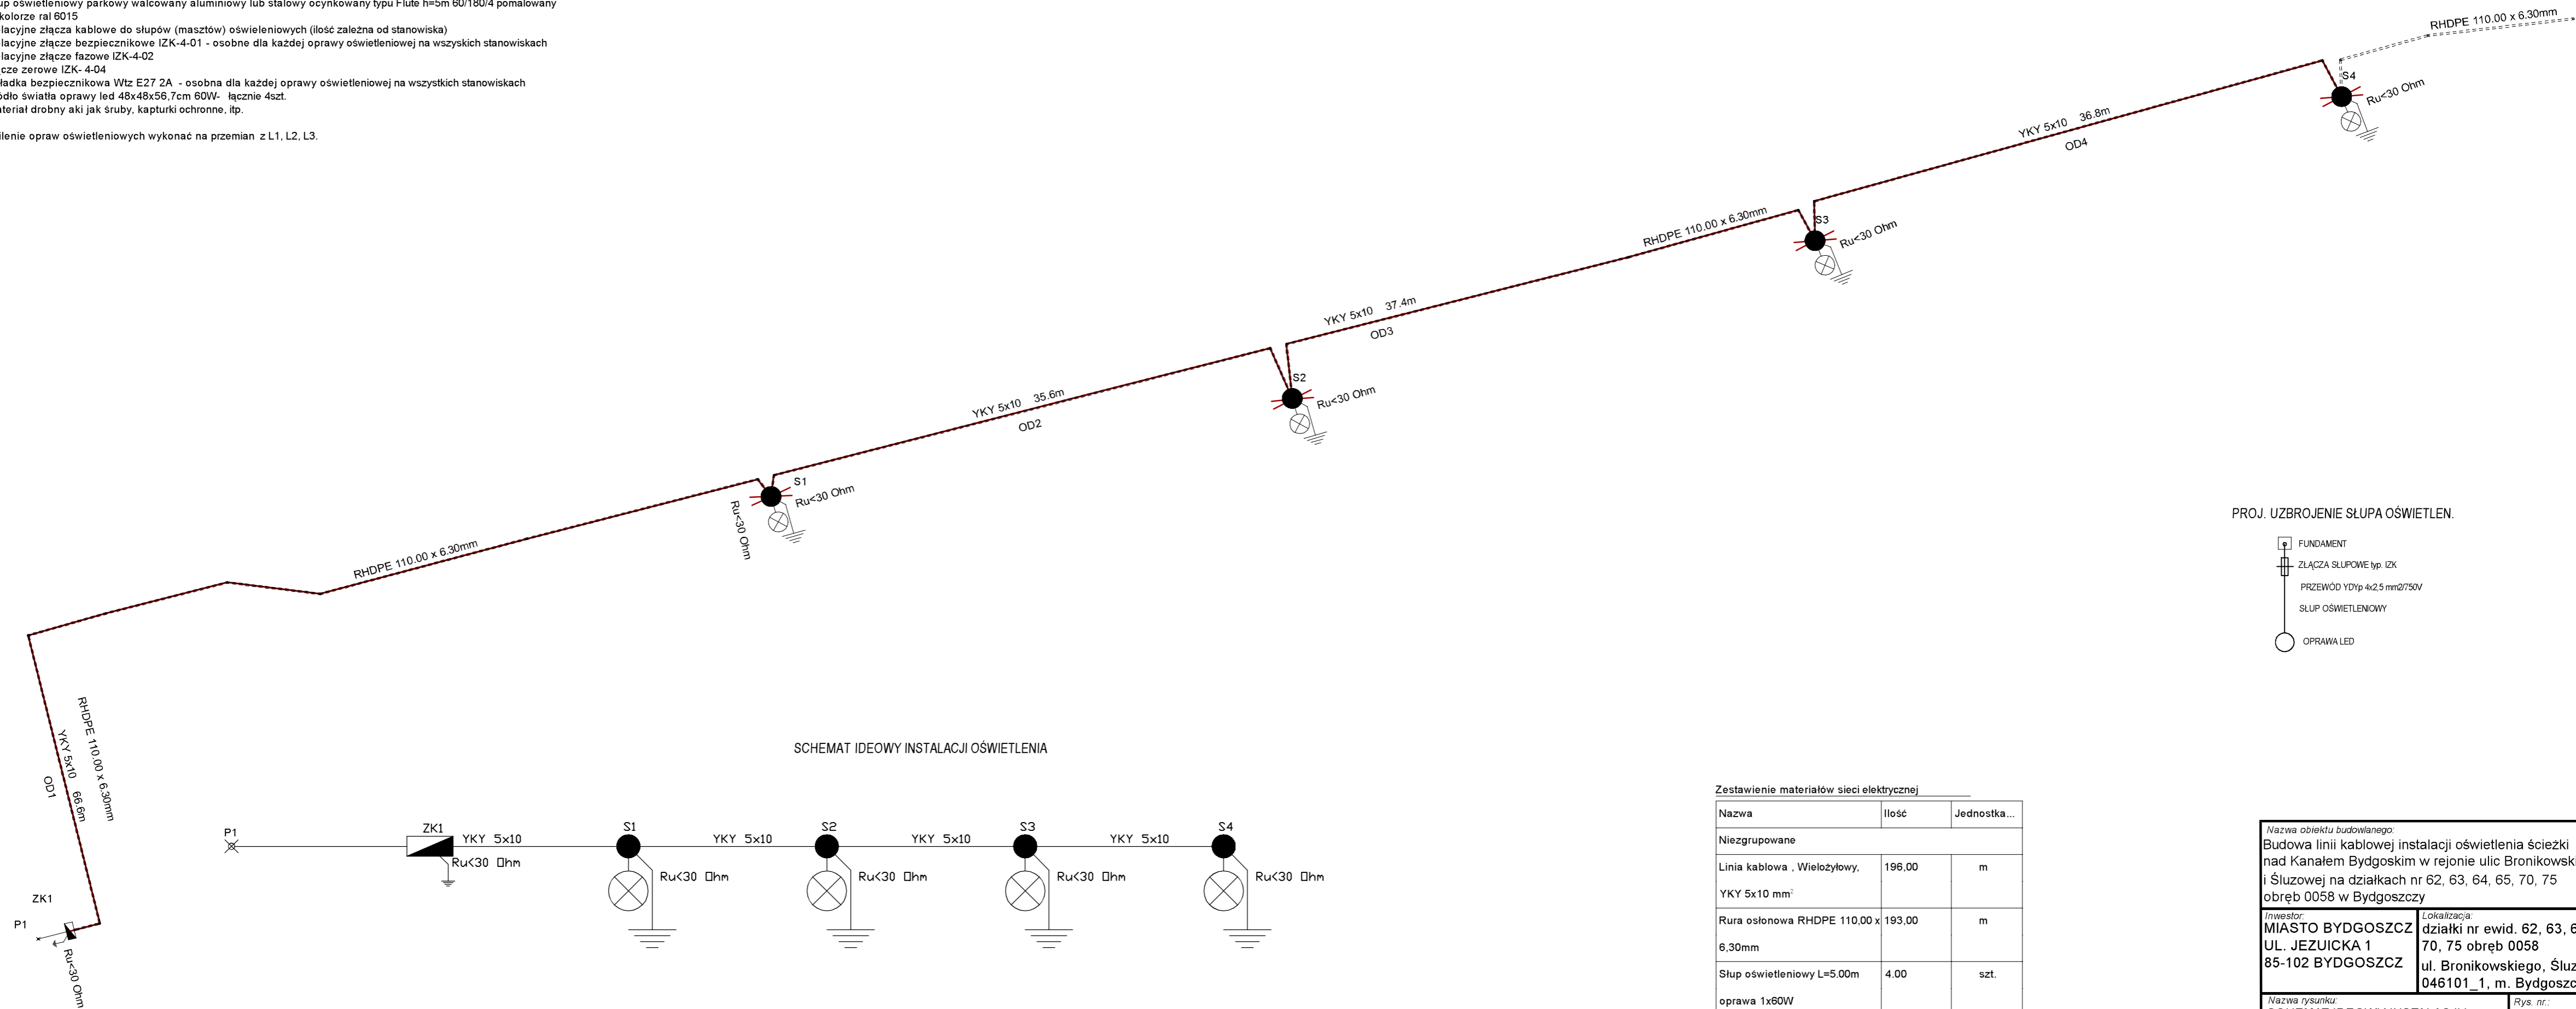 up oświetleniowy parkowy walcowany aluminiowy lub stalowy ocynkowany typu Flute h=5m 60/180/4 pomalowany
kolorze ral 6015
lacyjne złącza kablowe do słupów (masztów) oświeleniowych (ilość zależna od stanowiska)
lacyjne złącze bezpiecznikowe IZK-4-01 - osobne dla każdej oprawy oświetleniowej na wszyskich stanowiskach
lacyjne złącze fazowe IZK-4-02
cze zerowe IZK- 4-04
ładka bezpiecznikowa Wtz E27 2A - osobna dla każdej oprawy oświetleniowej na wszystkich stanowiskach
ódło światła oprawy led 48x48x56,7cm 60W- łącznie 4szt.
ateriał drobny aki jak śruby, kapturki ochronne, itp.
ilenie opraw oświetleniowych wykonać na przemian z L1, L2, L3.
RHDPE 110.00 x 6.30mm
S4
Ru<30 Ohm
YKY 5x10 36.8m
OD4
S3
Ru<30 Ohm
RHDPE 110.00 x 6.30mm
YKY 5x10 37.4m
OD3
S2
Ru<30 Ohm
YKY 5x10 35.6m
OD2
S1
Ru<30 Ohm
Ru<30 Ohm
RHDPE 110.00 x 6.30mm
RHDPE 110.00 x 6.30mm
YKY 5x10 66.6m
OD1
ZK1
P1
Ru<30 Ohm
PROJ. UZBROJENIE SŁUPA OŚWIETLEN.
FUNDAMENT
ZŁĄCZA SŁUPOWE typ. IZK
PRZEWÓD YDYp 4x2,5 mm2/750V
SŁUP OŚWIETLENIOWY
OPRAWA LED
SCHEMAT IDEOWY INSTALACJI OŚWIETLENIA
P1
ZK1
YKY 5x10
S1
YKY 5x10
S2
YKY 5x10
S3
YKY 5x10
S4
Ru<30 Ohm
Ru<30 Ohm
Ru<30 Ohm
Ru<30 Ohm
Ru<30 Ohm
Zestawienie materiałów sieci elektrycznej
Nazwa Ilość Jednostka...
Niezgrupowane
Linia kablowa , Wielożyłowy, 196,00 m
YKY 5x10 mm²
Rura osłonowa RHDPE 110,00 x 193,00 m
6,30mm
Słup oświetleniowy L=5.00m 4.00 szt.
oprawa 1x60W
Nazwa obiektu budowlanego:
Budowa linii kablowej instalacji oświetlenia ścieżki
nad Kanałem Bydgoskim w rejonie ulic Bronikowski
i Śluzowej na działkach nr 62, 63, 64, 65, 70, 75
obręb 0058 w Bydgoszczy
Inwestor:
MIASTO BYDGOSZCZ
UL. JEZUICKA 1
85-102 BYDGOSZCZ
Lokalizacja:
działki nr ewid. 62, 63, 6
70, 75 obręb 0058
ul. Bronikowskiego, Śluz
046101_1, m. Bydgoszc
Nazwa rysunku:
Rys. nr.: